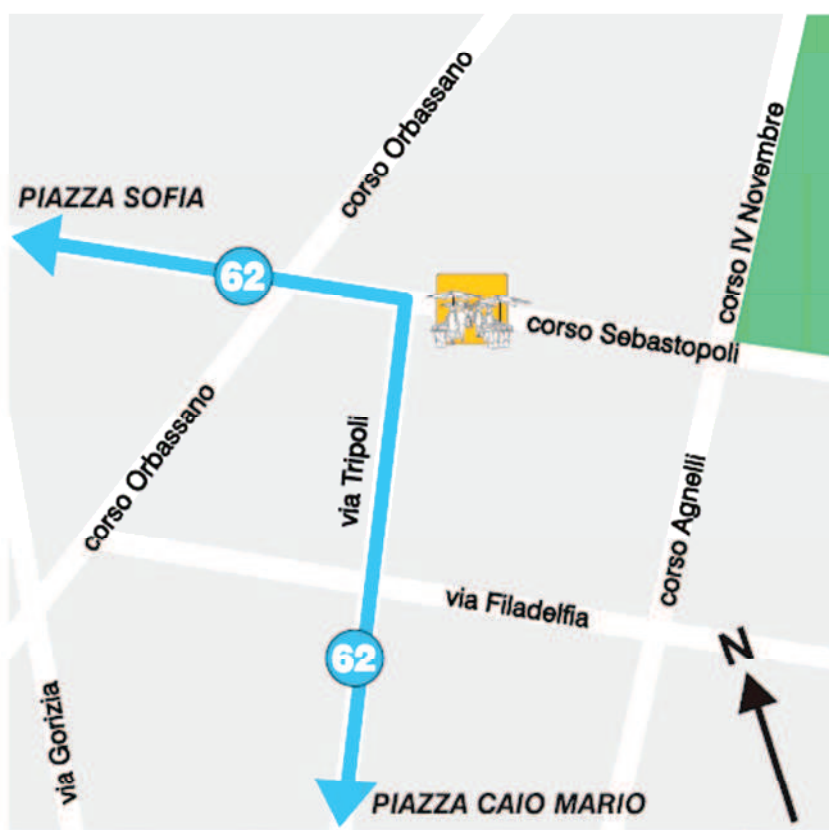 corso Orbassano
corso IV Novembre
PIAZZA SOFIA
62
corso Sebastopoli
corso Orbassano
via Tripoli
corso Agnelli
via Filadelfia
62
N
via Gorizia
PIAZZA CAIO MARIO